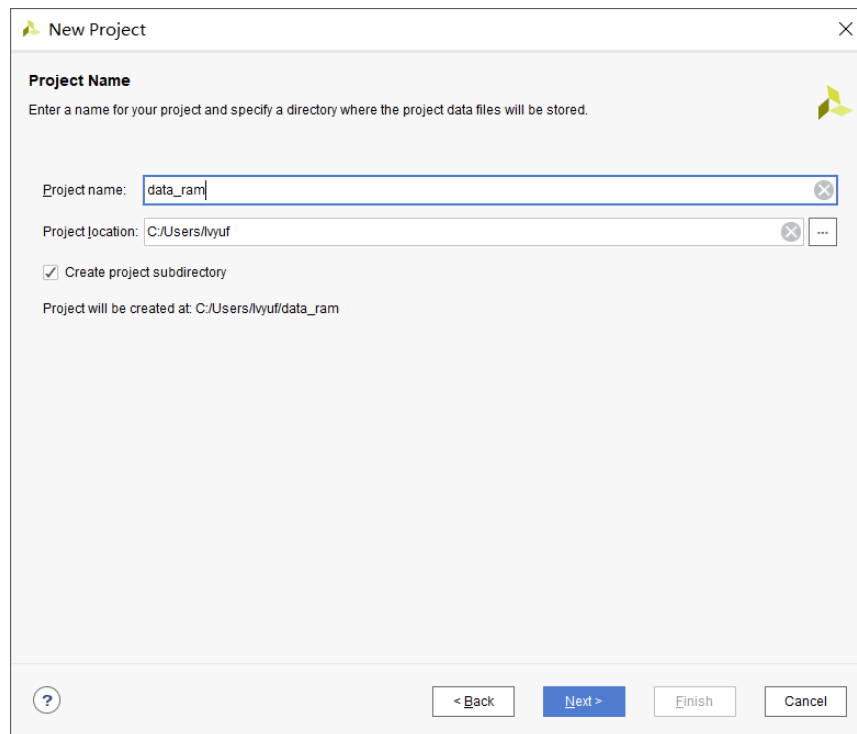 New Project
Project Name
Enter a name for your project and specify a directory where the project data files will be stored.
Project name: data_ram
Project location: C:/Users/lvyuf ...
Create project subdirectory
Project will be created at: C:/Users/lvyuf/data_ram
? < Back Next > Finish Cancel